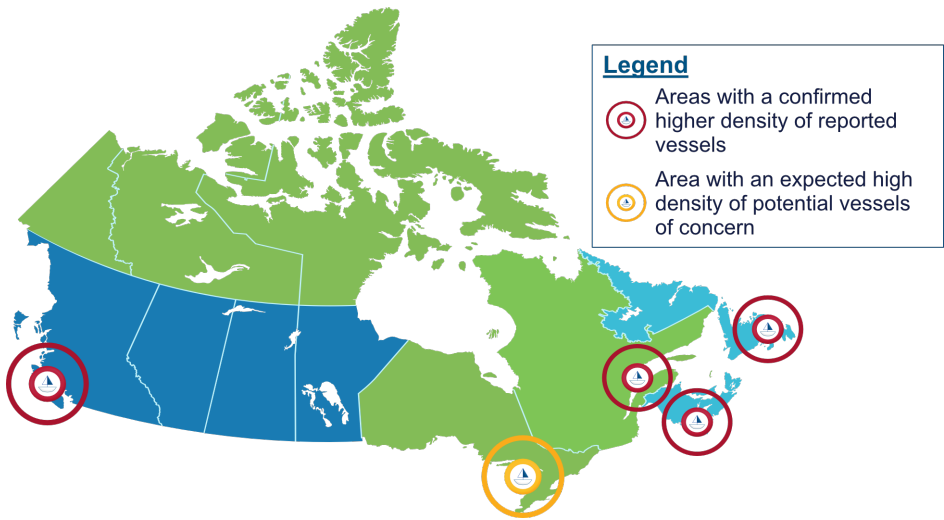 Legend
Areas with a confirmed
higher density of reported
vessels
Area with an expected high
density of potential vessels
of concern